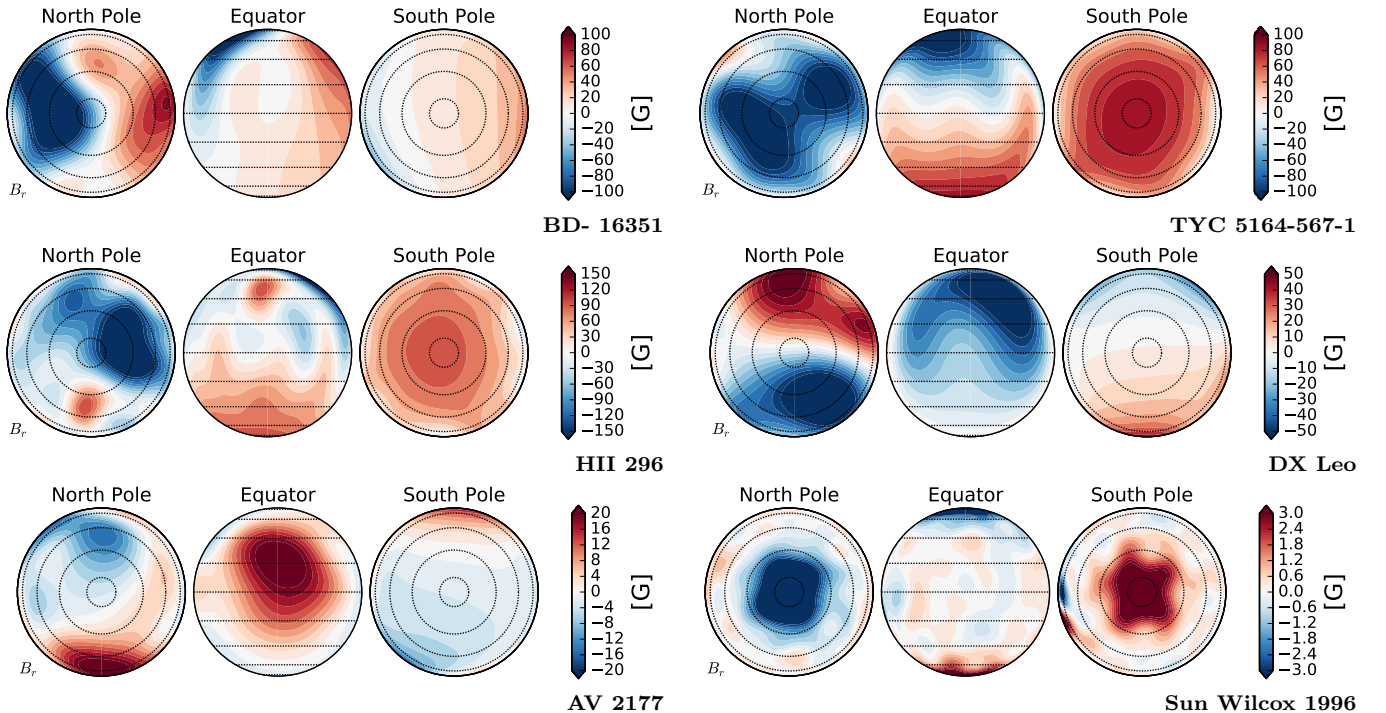 North Pole Equator South Pole
100
80
60
40
20
0
−20
−40
−60
−80
−100
[G]
B_r
BD- 16351
North Pole Equator South Pole
100
80
60
40
20
0
−20
−40
−60
−80
−100
[G]
B_r
TYC 5164-567-1
North Pole Equator South Pole
150
120
90
60
30
0
−30
−60
−90
−120
−150
[G]
B_r
HII 296
North Pole Equator South Pole
50
40
30
20
10
0
−10
−20
−30
−40
−50
[G]
B_r
DX Leo
North Pole Equator South Pole
20
16
12
8
4
0
−4
−8
−12
−16
−20
[G]
B_r
AV 2177
North Pole Equator South Pole
3.0
2.4
1.8
1.2
0.6
0.0
−0.6
−1.2
−1.8
−2.4
−3.0
[G]
B_r
Sun Wilcox 1996